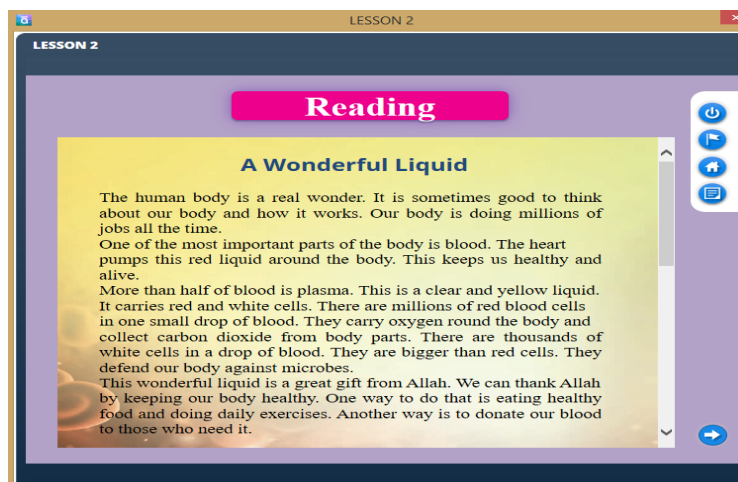 LESSON 2
LESSON 2
Reading
A Wonderful Liquid
The human body is a real wonder. It is sometimes good to think
about our body and how it works. Our body is doing millions of
jobs all the time.
One of the most important parts of the body is blood. The heart
pumps this red liquid around the body. This keeps us healthy and
alive.
More than half of blood is plasma. This is a clear and yellow liquid.
It carries red and white cells. There are millions of red blood cells
in one small drop of blood. They carry oxygen round the body and
collect carbon dioxide from body parts. There are thousands of
white cells in a drop of blood. They are bigger than red cells. They
defend our body against microbes.
This wonderful liquid is a great gift from Allah. We can thank Allah
by keeping our body healthy. One way to do that is eating healthy
food and doing daily exercises. Another way is to donate our blood
to those who need it.